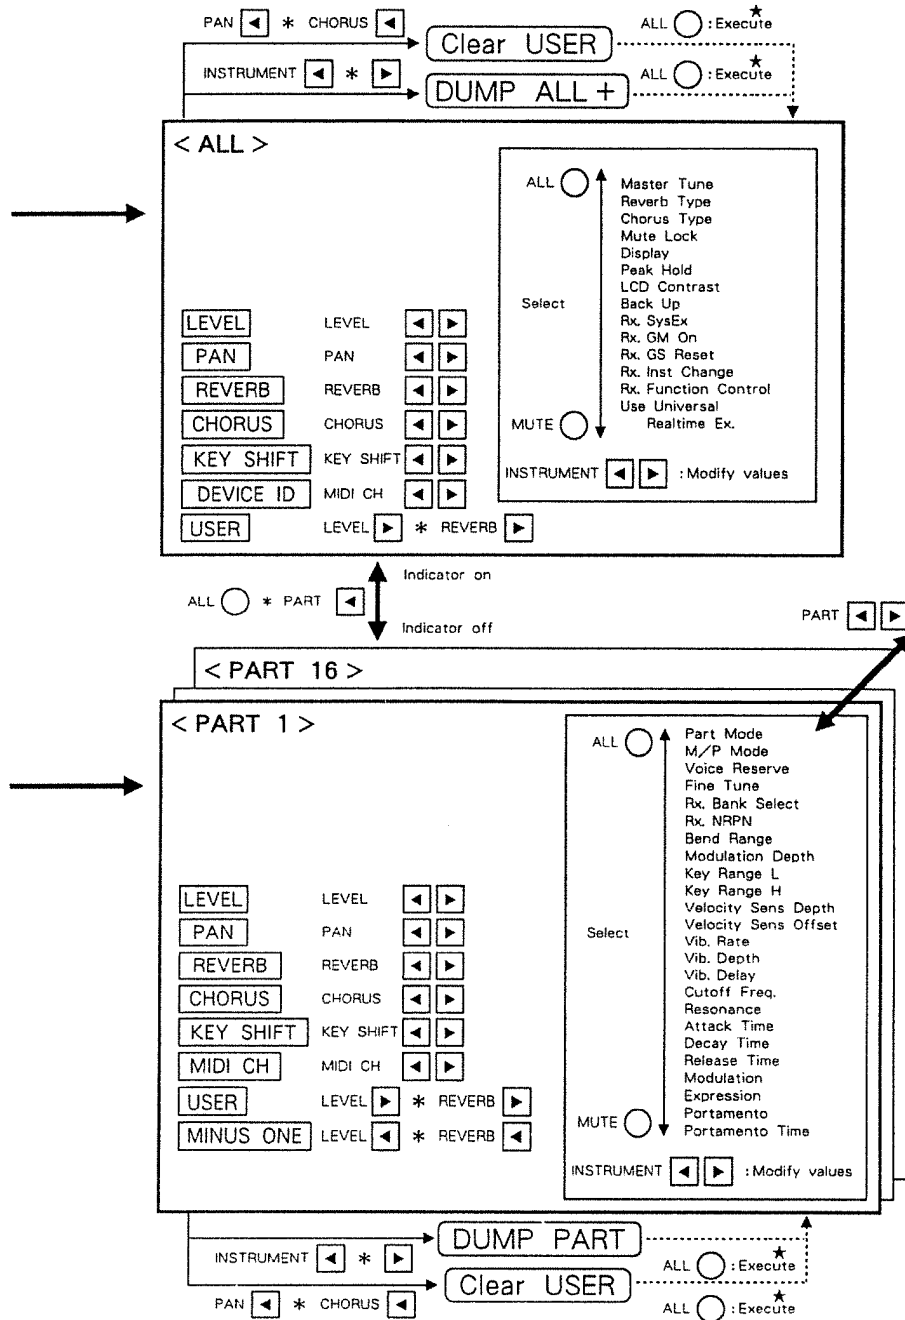 PAN ◄ * CHORUS ◄
Clear USER
ALL ◯ : Execute ★
INSTRUMENT ◄ * ►
DUMP ALL +
ALL ◯ : Execute ★
< ALL >
ALL ◯
Select
MUTE ◯
Master Tune
Reverb Type
Chorus Type
Mute Lock
Display
Peak Hold
LCD Contrast
Back Up
Rx. SysEx
Rx. GM On
Rx. GS Reset
Rx. Inst Change
Rx. Function Control
Use Universal
Realtime Ex.
INSTRUMENT ◄ ► : Modify values
LEVEL LEVEL ◄ ►
PAN PAN ◄ ►
REVERB REVERB ◄ ►
CHORUS CHORUS ◄ ►
KEY SHIFT KEY SHIFT ◄ ►
DEVICE ID MIDI CH ◄ ►
USER LEVEL ► * REVERB ►
Indicator on
ALL ◯ * PART ◄
Indicator off
PART ◄ ►
< PART 16 >
< PART 1 >
ALL ◯
Select
MUTE ◯
Part Mode
M/P Mode
Voice Reserve
Fine Tune
Rx. Bank Select
Rx. NRPN
Bend Range
Modulation Depth
Key Range L
Key Range H
Velocity Sens Depth
Velocity Sens Offset
Vib. Rate
Vib. Depth
Vib. Delay
Cutoff Freq.
Resonance
Attack Time
Decay Time
Release Time
Modulation
Expression
Portamento
Portamento Time
INSTRUMENT ◄ ► : Modify values
LEVEL LEVEL ◄ ►
PAN PAN ◄ ►
REVERB REVERB ◄ ►
CHORUS CHORUS ◄ ►
KEY SHIFT KEY SHIFT ◄ ►
MIDI CH MIDI CH ◄ ►
USER LEVEL ► * REVERB ►
MINUS ONE LEVEL ◄ * REVERB ◄
DUMP PART
INSTRUMENT ◄ * ►
ALL ◯ : Execute ★
Clear USER
PAN ◄ * CHORUS ◄
ALL ◯ : Execute ★